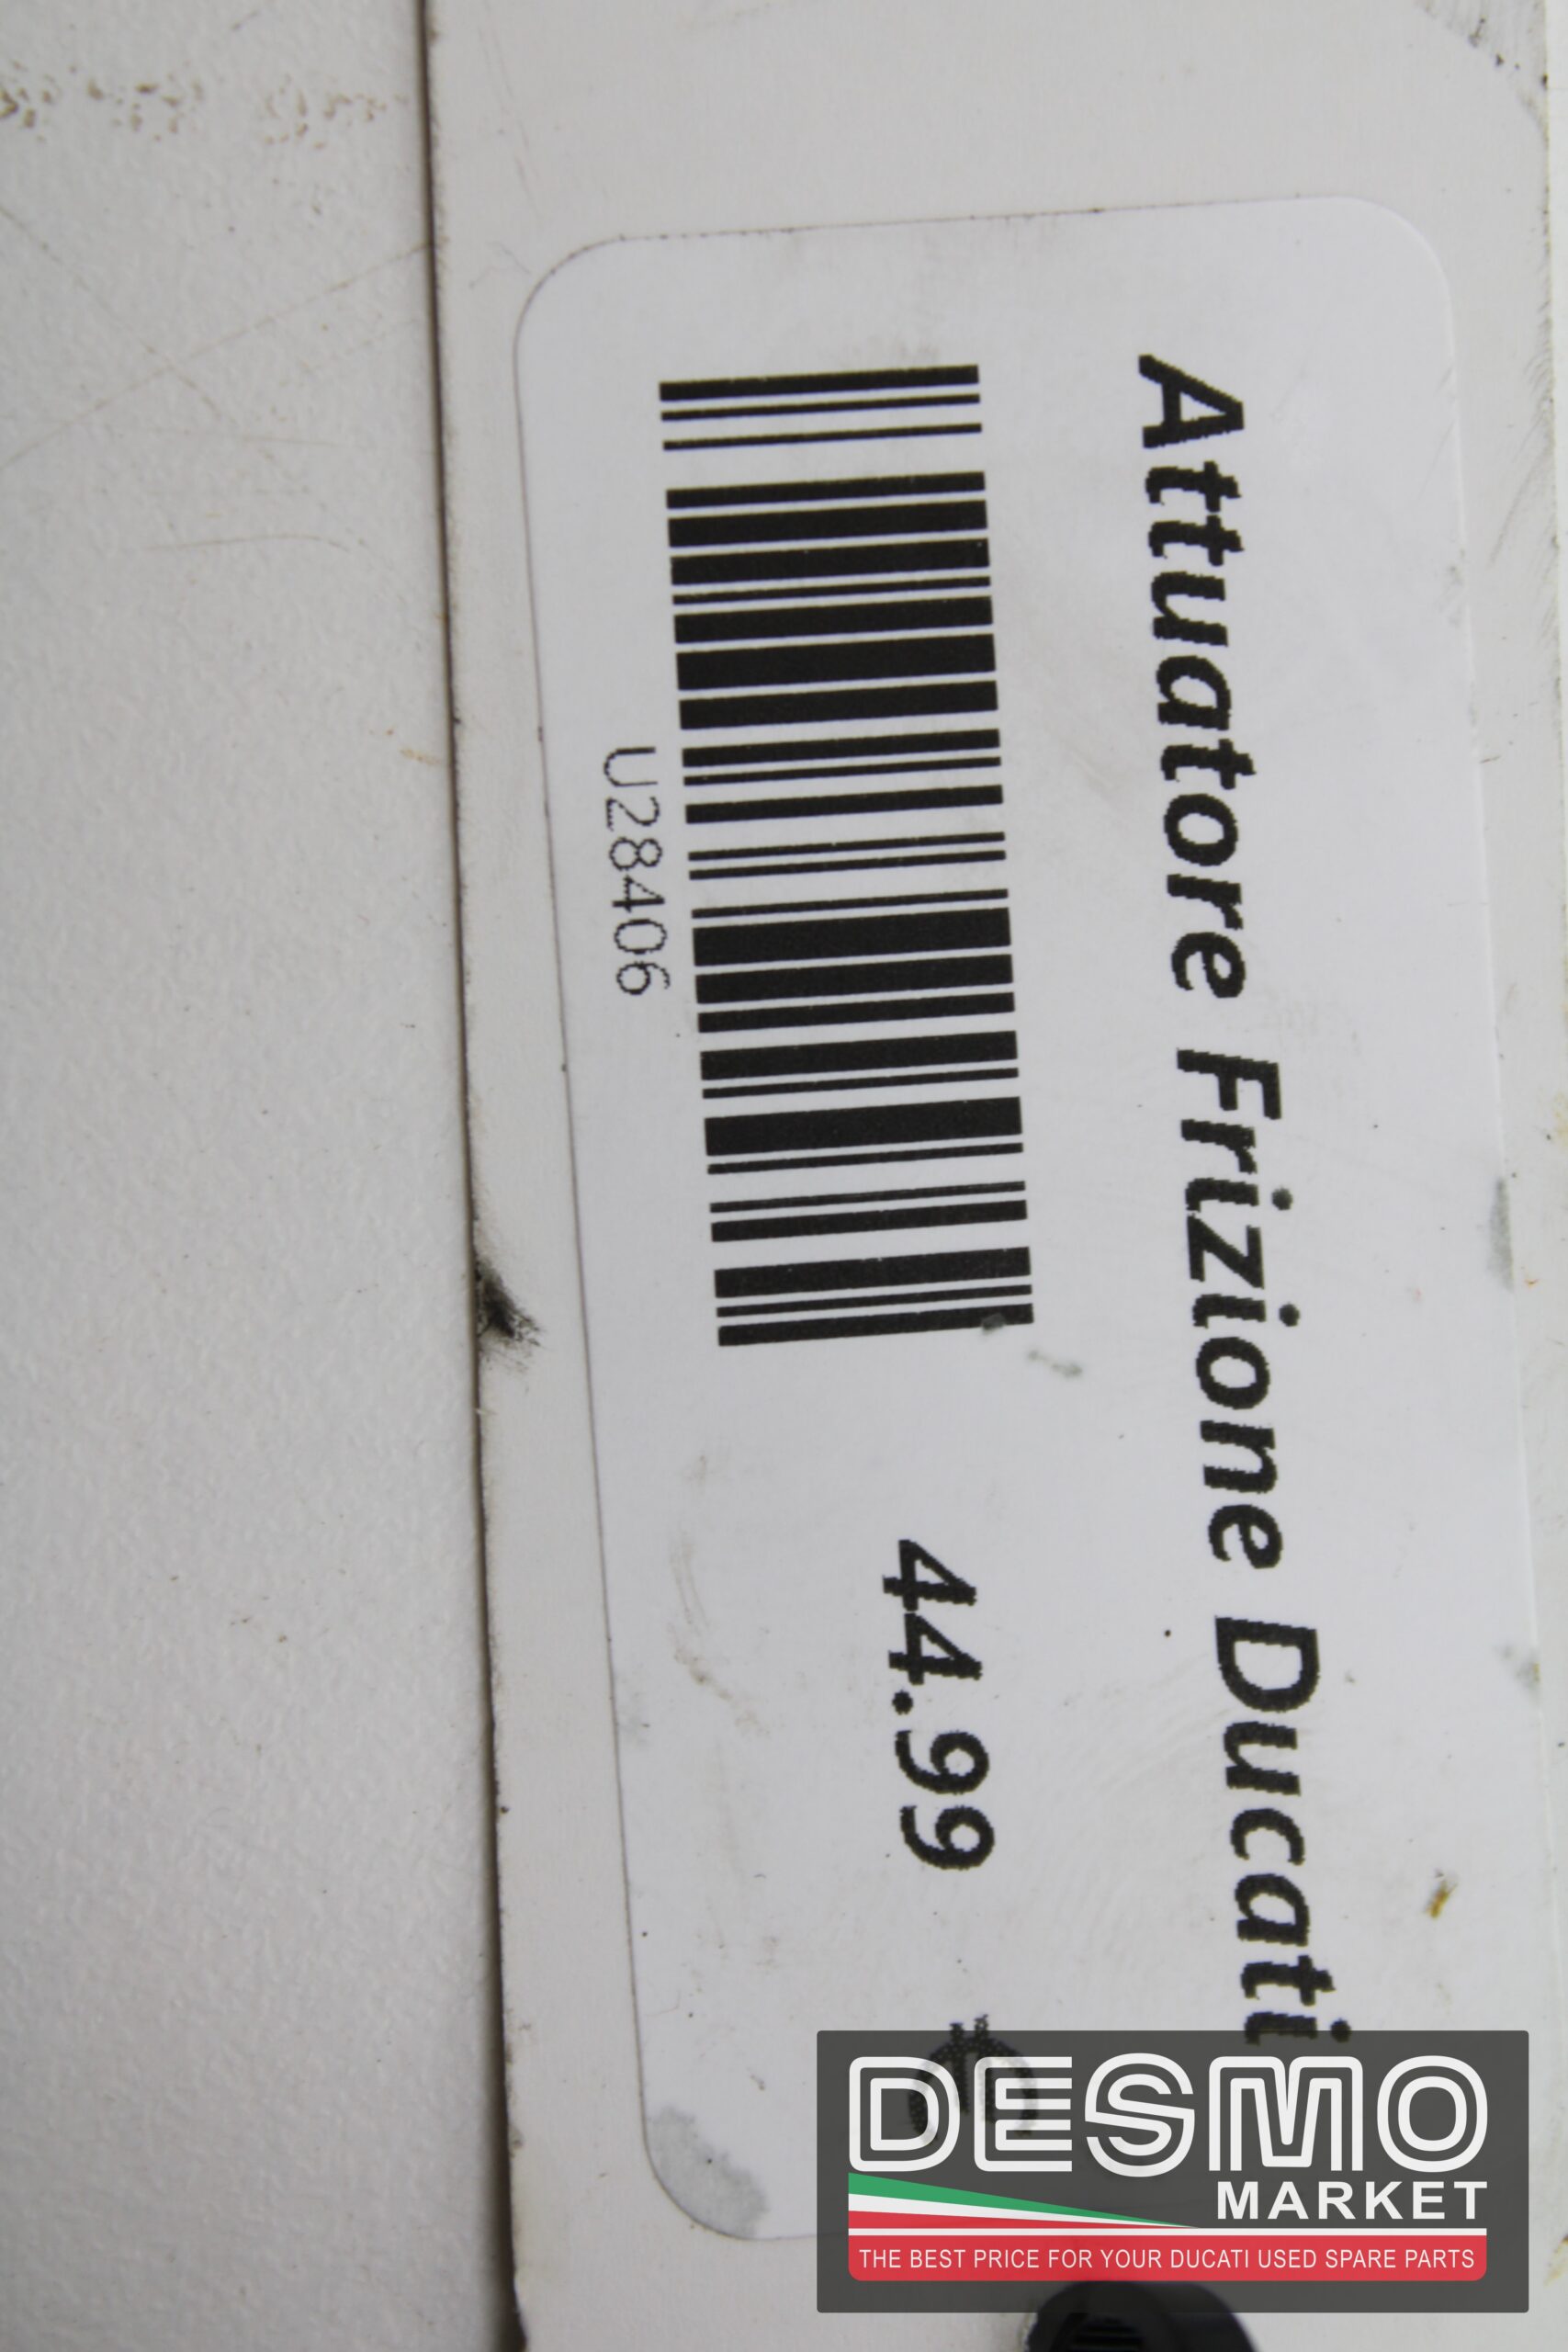 Attuatore Frizione Ducati
44.99 €
U28406
DESMO
MARKET
THE BEST PRICE FOR YOUR DUCATI USED SPARE PARTS